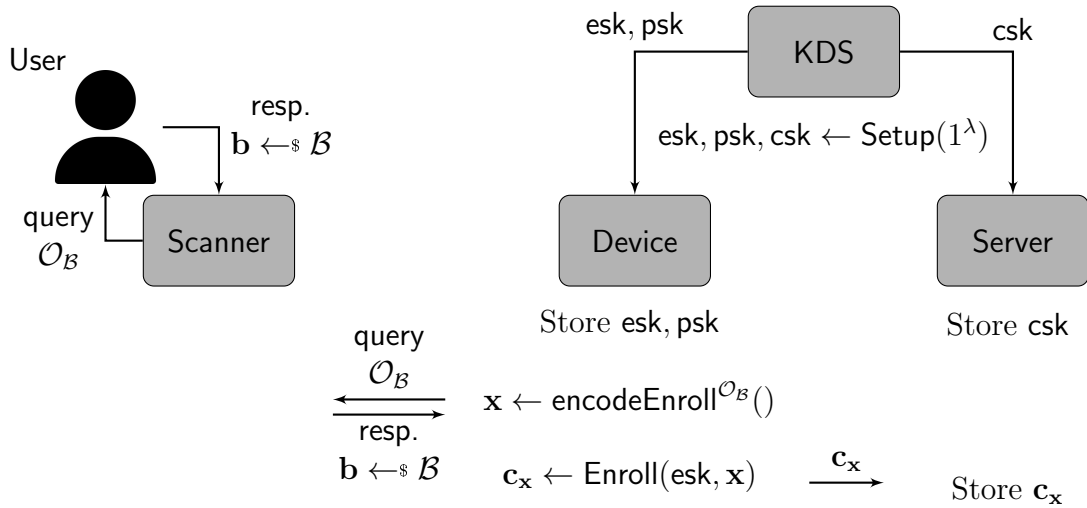 User
resp.
𝐛 ←$ ℬ
query
𝒪_ℬ
Scanner
esk, psk
KDS
csk
esk, psk, csk ← Setup(1^λ)
Device
Server
Store esk, psk
Store csk
query
𝒪_ℬ
resp.
𝐛 ←$ ℬ
𝐱 ← encodeEnroll^{𝒪_ℬ}()
𝐜_𝐱 ← Enroll(esk, 𝐱)
𝐜_𝐱
Store 𝐜_𝐱